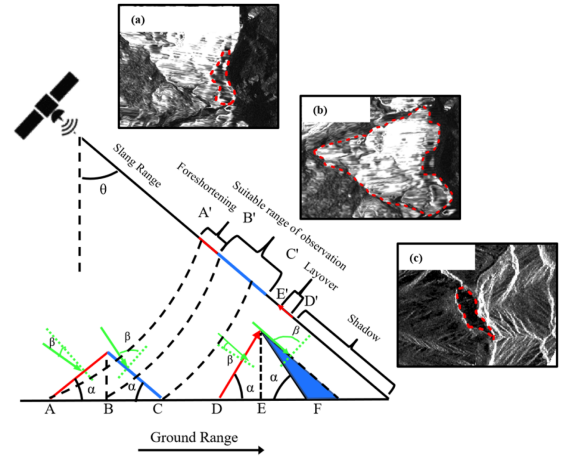 (a)
(b)
(c)
Slang Range
θ
Foreshortening
Suitable range of observation
Layover
Shadow
A'
B'
C'
E'
D'
β
β
β
β
α
α
α
α
A
B
C
D
E
F
Ground Range